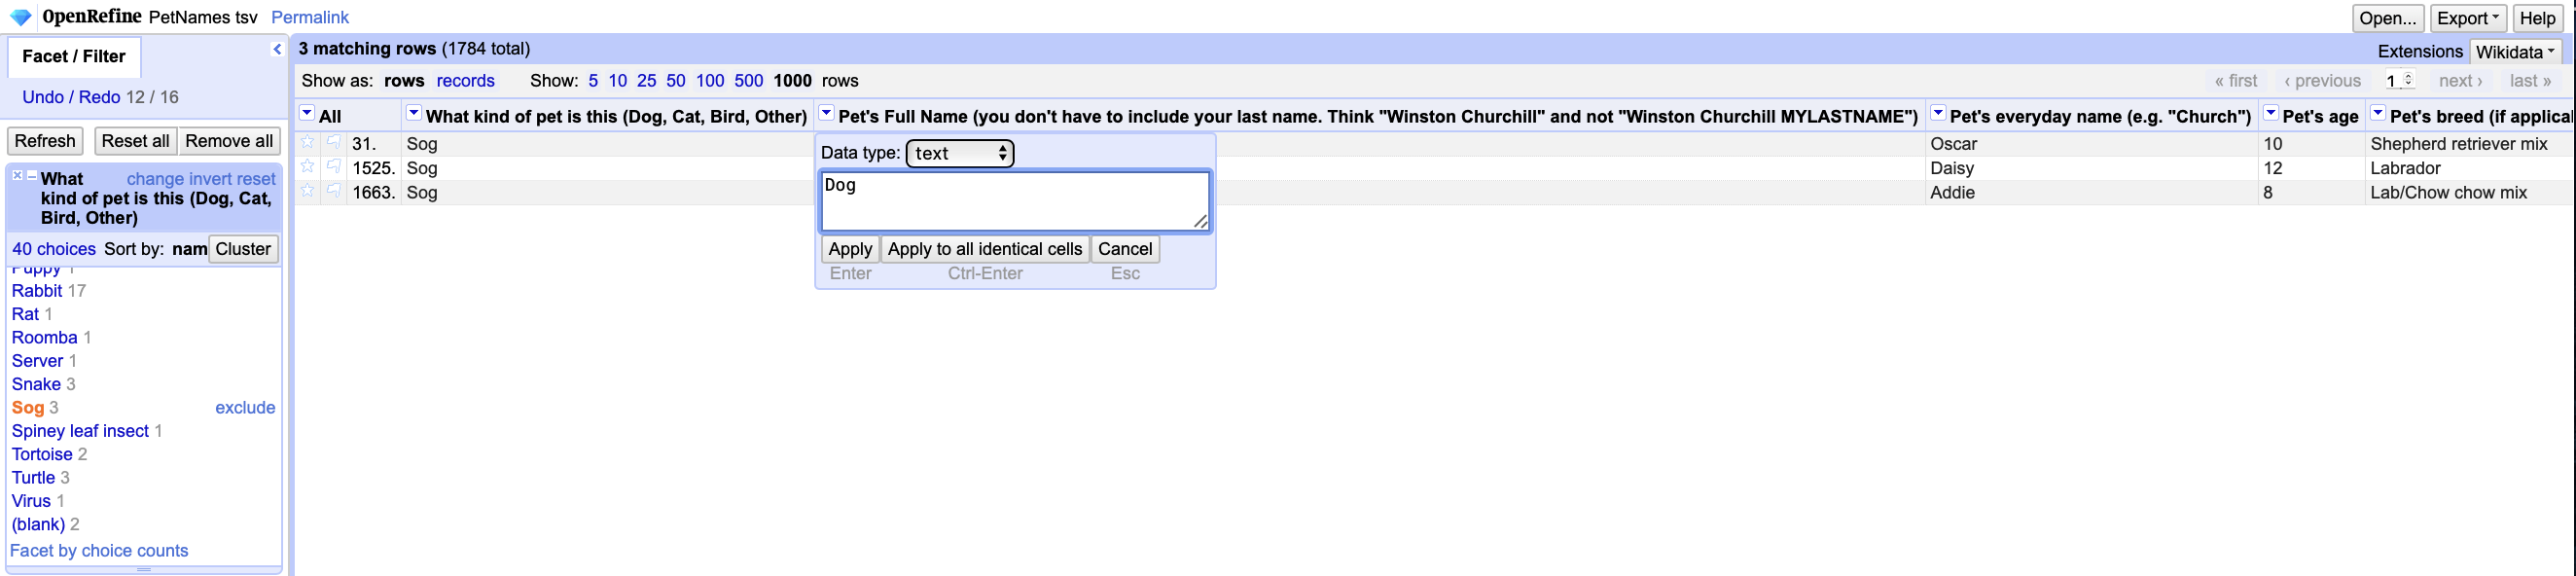 OpenRefine PetNames tsv Permalink Open... Export Help
Facet / Filter
Undo / Redo 12 / 16
Refresh Reset all Remove all
What kind of pet is this (Dog, Cat, Bird, Other) change invert reset
40 choices Sort by: nam Cluster
Puppy 1
Rabbit 17
Rat 1
Roomba 1
Server 1
Snake 3
Sog 3 exclude
Spiney leaf insect 1
Tortoise 2
Turtle 3
Virus 1
(blank) 2
Facet by choice counts
3 matching rows (1784 total) Extensions Wikidata
Show as: rows records Show: 5 10 25 50 100 500 1000 rows « first ‹ previous 1 next › last »
All What kind of pet is this (Dog, Cat, Bird, Other) Pet's Full Name (you don't have to include your last name. Think "Winston Churchill" and not "Winston Churchill MYLASTNAME") Pet's everyday name (e.g. "Church") Pet's age Pet's breed (if applical
31. Sog Oscar 10 Shepherd retriever mix
1525. Sog Daisy 12 Labrador
1663. Sog Addie 8 Lab/Chow chow mix
Data type: text
Dog
Apply Apply to all identical cells Cancel
Enter Ctrl-Enter Esc